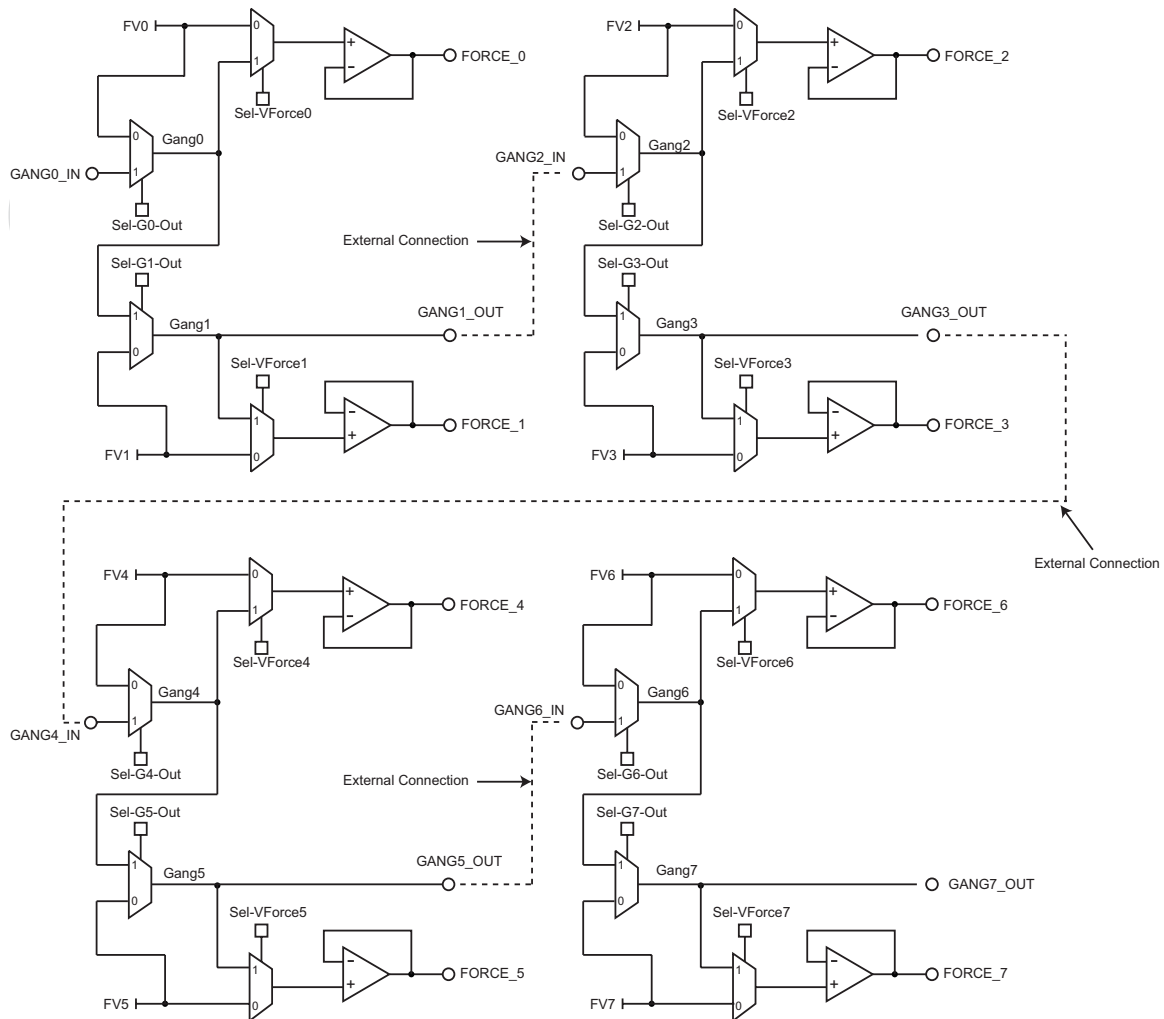 FV0
0
1
+
−
FORCE_0
Sel-VForce0
0
1
Gang0
GANG0_IN
Sel-G0-Out
Sel-G1-Out
1
0
Gang1
GANG1_OUT
Sel-VForce1
1
0
−
+
FORCE_1
FV1
External Connection
FV2
0
1
+
−
FORCE_2
Sel-VForce2
0
1
Gang2
GANG2_IN
Sel-G2-Out
Sel-G3-Out
1
0
Gang3
GANG3_OUT
Sel-VForce3
1
0
−
+
FORCE_3
FV3
External Connection
FV4
0
1
+
−
FORCE_4
Sel-VForce4
0
1
Gang4
GANG4_IN
Sel-G4-Out
Sel-G5-Out
1
0
Gang5
GANG5_OUT
Sel-VForce5
1
0
−
+
FORCE_5
FV5
External Connection
FV6
0
1
+
−
FORCE_6
Sel-VForce6
0
1
Gang6
GANG6_IN
Sel-G6-Out
Sel-G7-Out
1
0
Gang7
GANG7_OUT
Sel-VForce7
1
0
−
+
FORCE_7
FV7